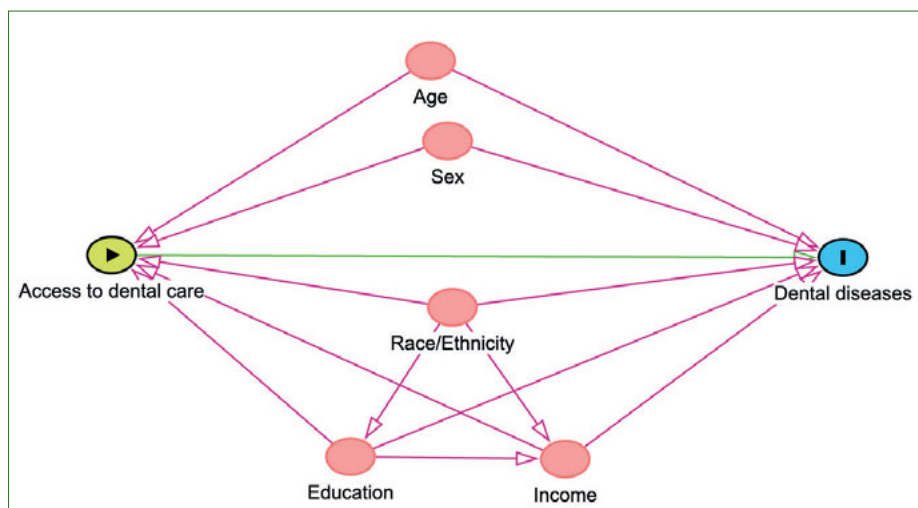 Age
Sex
Access to dental care
Dental diseases
Race/Ethnicity
Education
Income